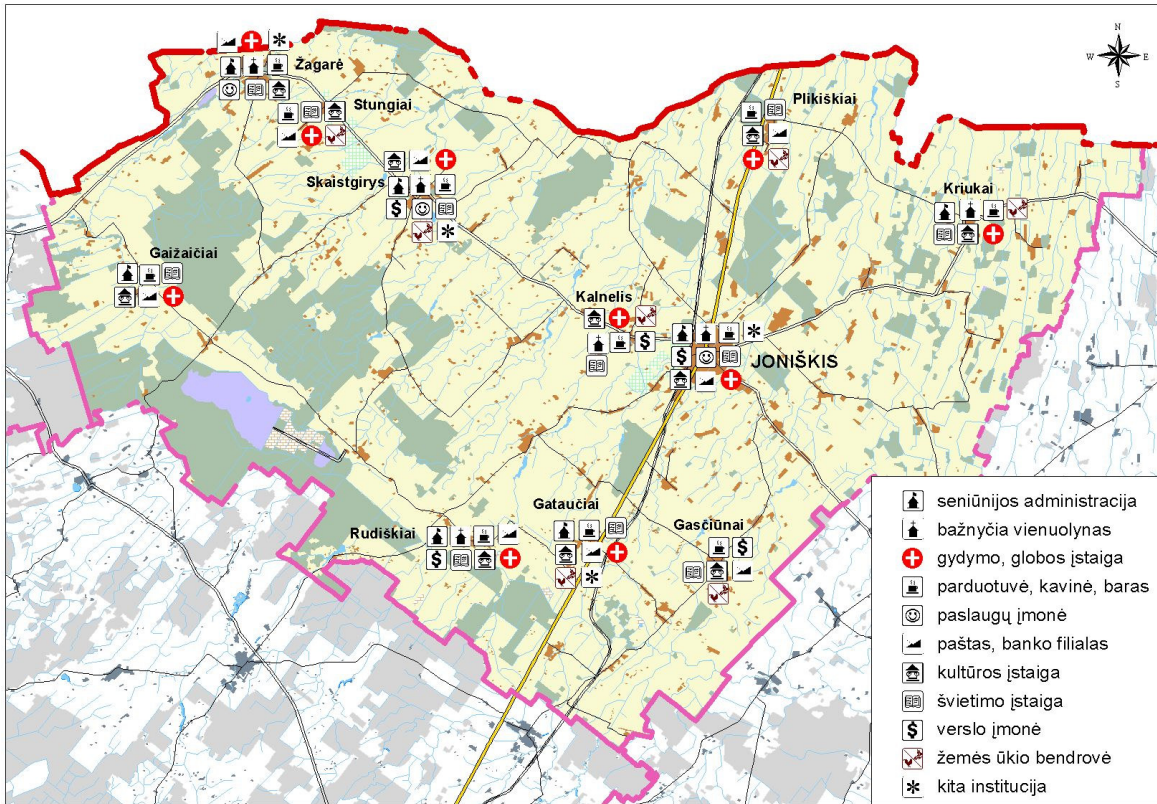 N
W E
S
Žagarė
Stungiai
Plikiškiai
Skaistgirys
Kriukai
Gaižaičiai
Kalnelis
JONIŠKIS
Gataučiai
Rudiškiai
Gasčiūnai
seniūnijos administracija
bažnyčia vienuolynas
gydymo, globos įstaiga
parduotuvė, kavinė, baras
paslaugų įmonė
paštas, banko filialas
kultūros įstaiga
švietimo įstaiga
verslo įmonė
žemės ūkio bendrovė
kita institucija